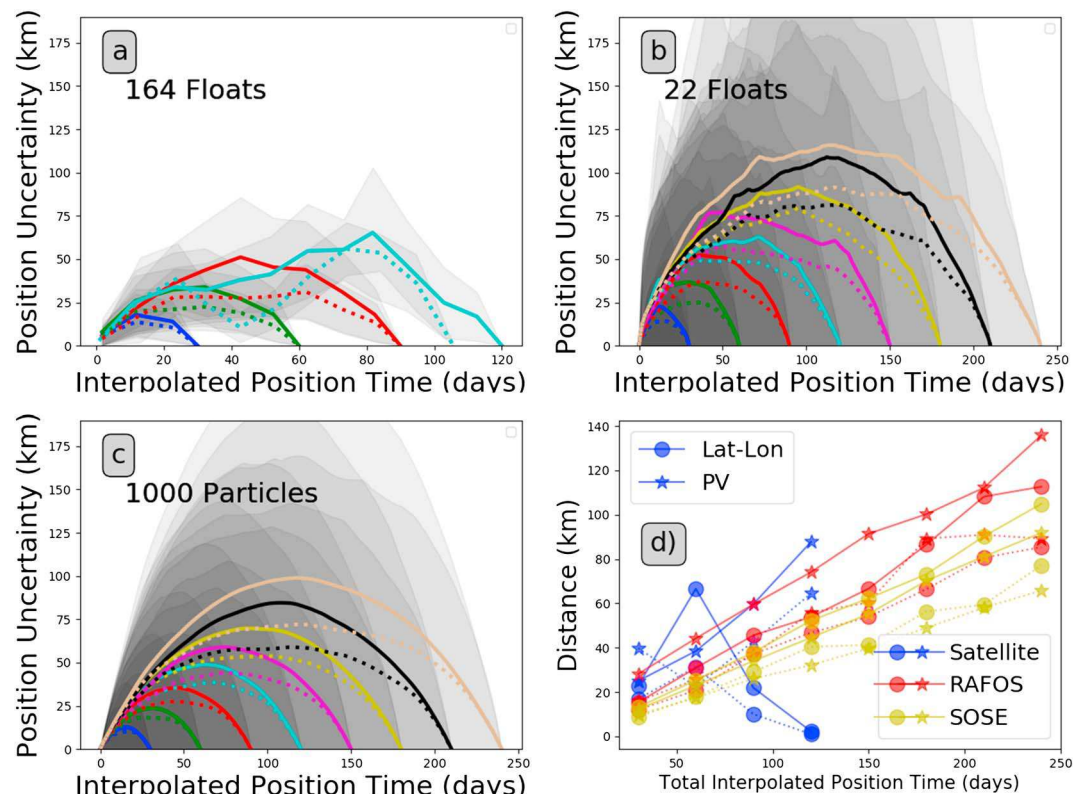 a
164 Floats
Position Uncertainty (km)
175
150
125
100
75
50
25
0
0 20 40 60 80 100 120
Interpolated Position Time (days)
b
22 Floats
Position Uncertainty (km)
175
150
125
100
75
50
25
0
0 50 100 150 200 250
Interpolated Position Time (days)
c
1000 Particles
Position Uncertainty (km)
175
150
125
100
75
50
25
0
0 50 100 150 200 250
Interpolated Position Time (days)
Lat-Lon
PV
d)
Distance (km)
140
120
100
80
60
40
20
0
Satellite
RAFOS
SOSE
50 100 150 200 250
Total Interpolated Position Time (days)